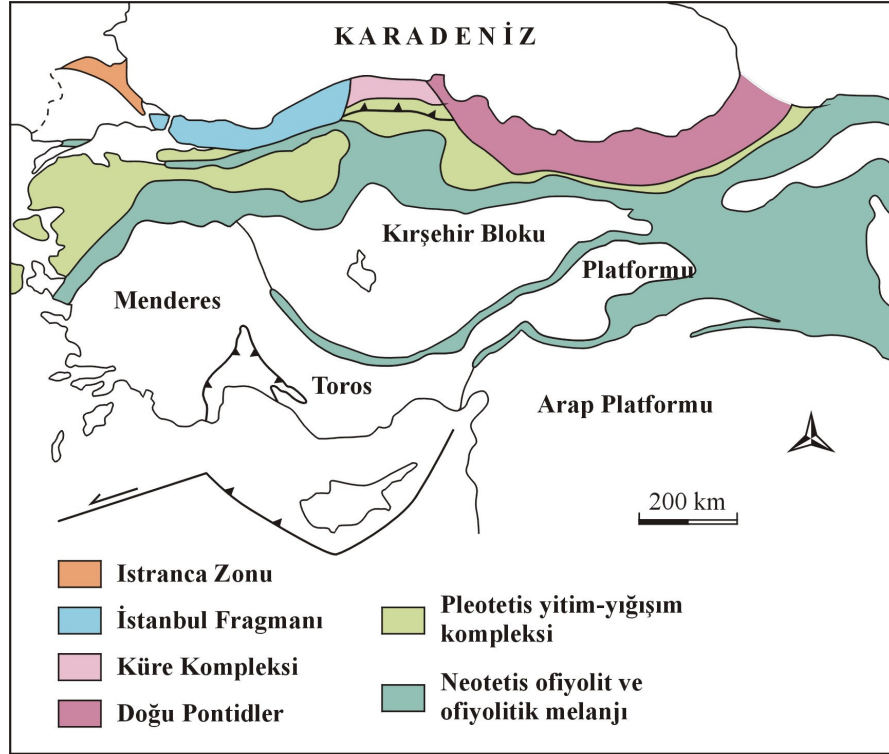 KARADENİZ
Kırşehir Bloku
Platformu
Menderes
Toros
Arap Platformu
200 km
Istranca Zonu
İstanbul Fragmanı
Küre Kompleksi
Doğu Pontidler
Pleotetis yitim-yığışım
kompleksi
Neotetis ofiyolit ve
ofiyolitik melanjı